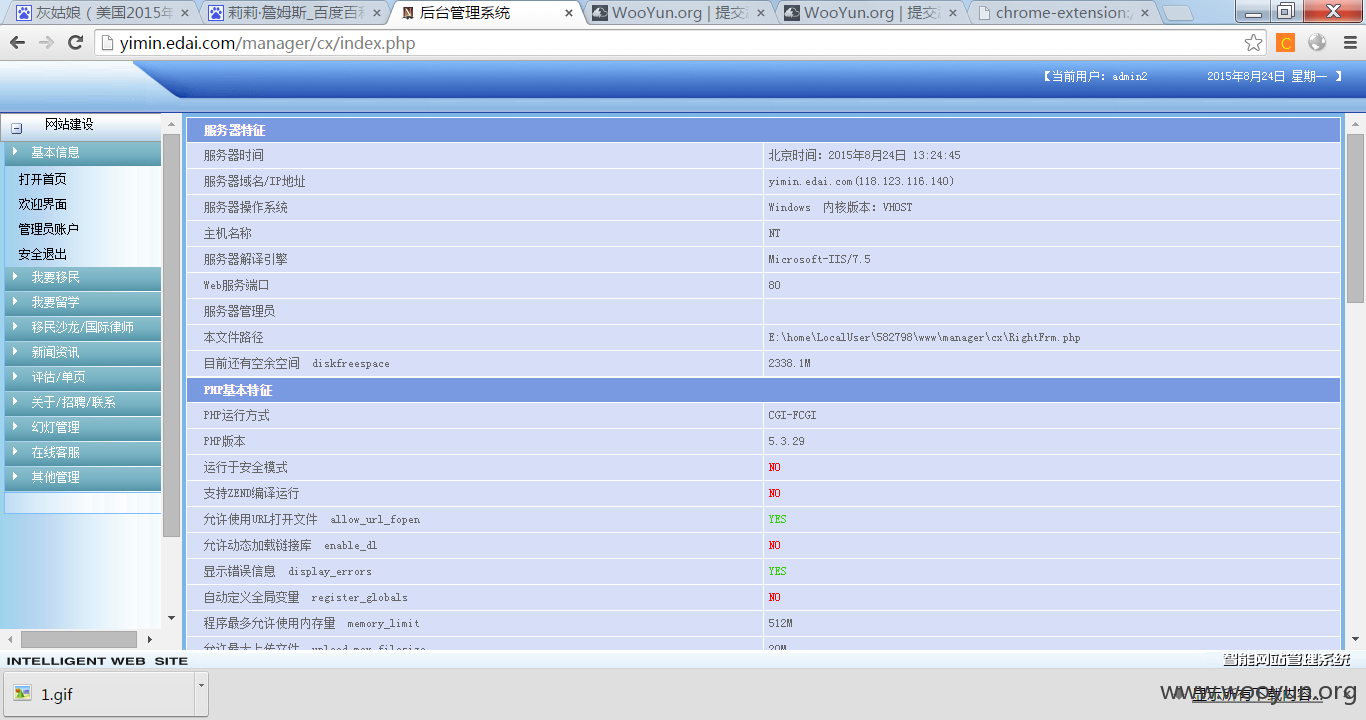 灰姑娘（美国2015年
莉莉·詹姆斯_百度百
后台管理系统
WooYun.org | 提交
WooYun.org | 提交
chrome-extension:/
yimin.edai.com/manager/cx/index.php
【当前用户：admin2 2015年8月24日 星期一 】
网站建设
基本信息
打开首页
欢迎界面
管理员账户
安全退出
我要移民
我要留学
移民沙龙/国际律师
新闻资讯
评估/单页
关于/招聘/联系
幻灯管理
在线客服
其他管理
服务器特征
服务器时间 北京时间：2015年8月24日 13:24:45
服务器域名/IP地址 yimin.edai.com(118.123.116.140)
服务器操作系统 Windows 内核版本：VHOST
主机名称 NT
服务器解译引擎 Microsoft-IIS/7.5
Web服务端口 80
服务器管理员
本文件路径 E:\home\LocalUser\582798\www\manager\cx\RightFrm.php
目前还有空余空间 diskfreespace 2338.1M
PHP基本特征
PHP运行方式 CGI-FCGI
PHP版本 5.3.29
运行于安全模式 NO
支持ZEND编译运行 NO
允许使用URL打开文件 allow_url_fopen YES
允许动态加载链接库 enable_dl NO
显示错误信息 display_errors YES
自动定义全局变量 register_globals NO
程序最多允许使用内存量 memory_limit 512M
允许最大上传文件 upload_max_filesize 20M
INTELLIGENT WEB SITE
智能网站管理系统
1.gif
显示所有下载内容...
www.wooyun.org